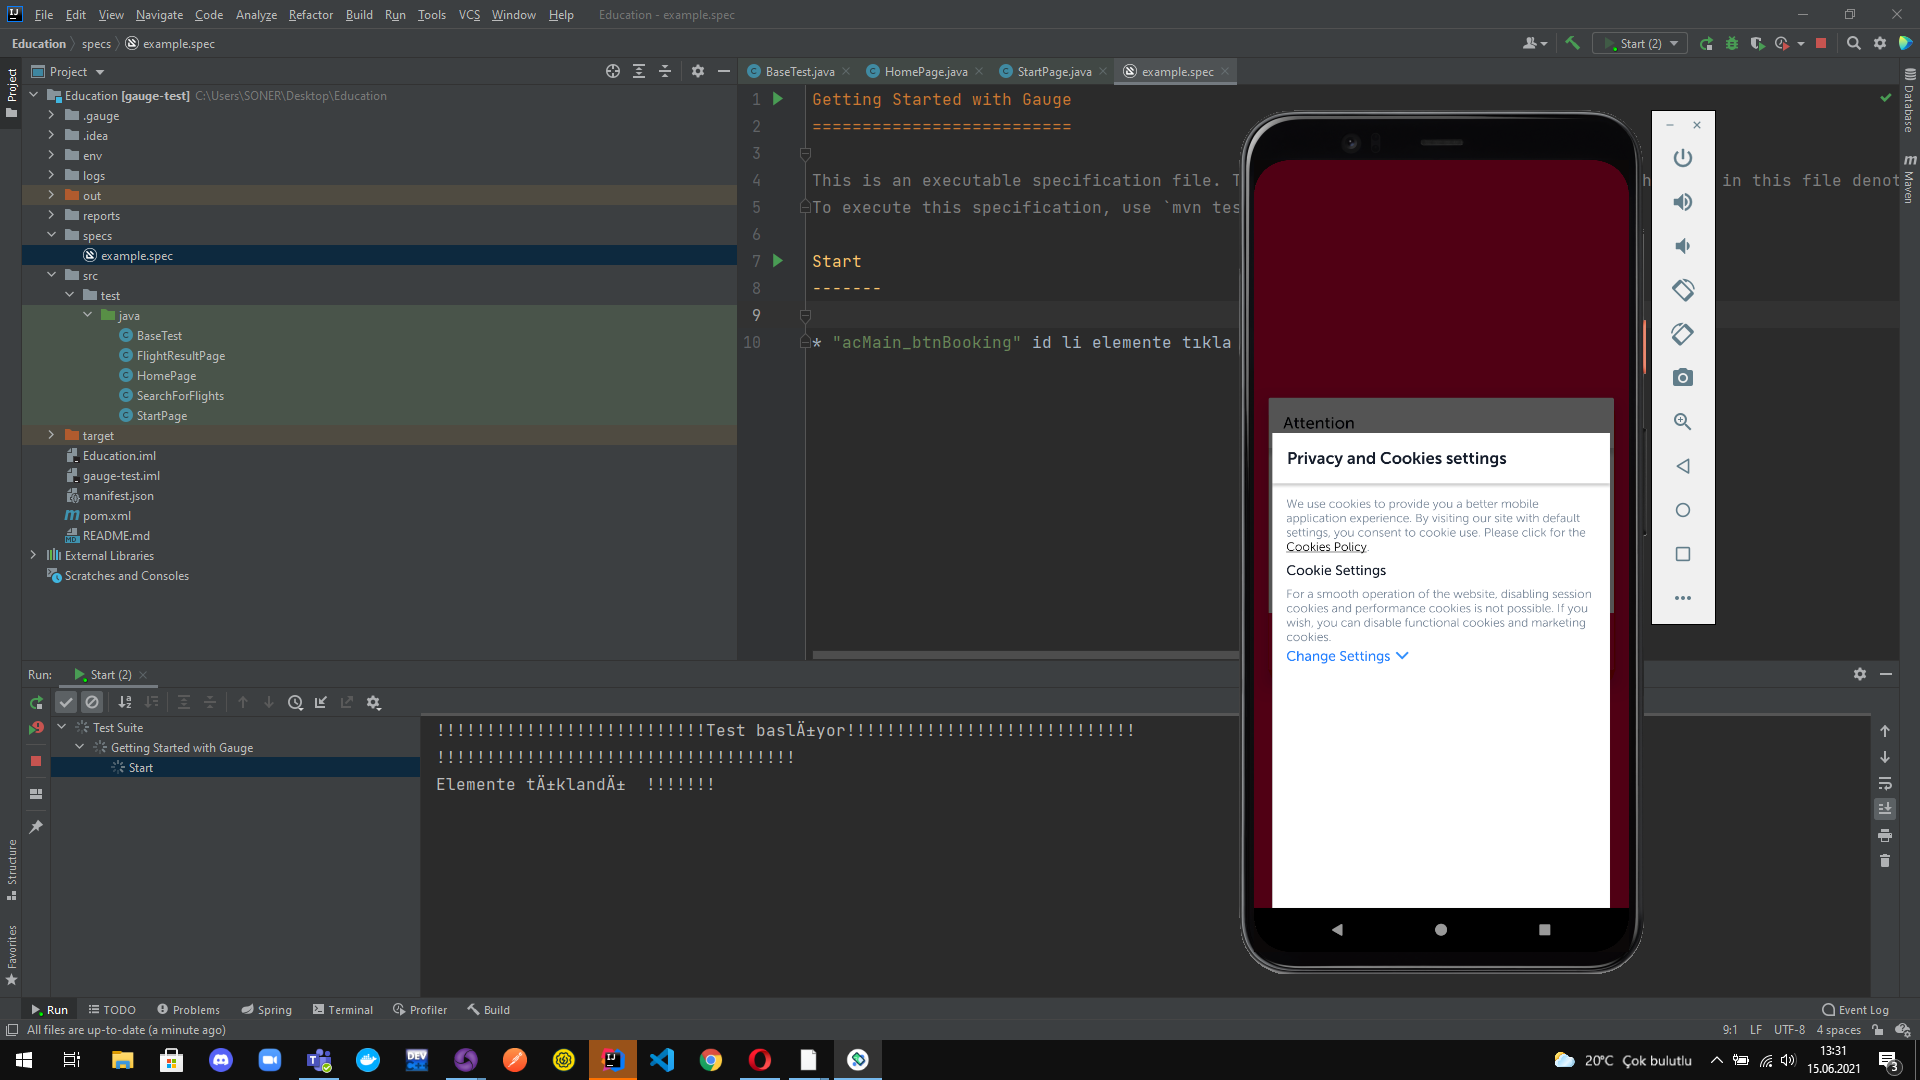 File Edit View Navigate Code Analyze Refactor Build Run Tools VCS Window Help Education - example.spec
Education specs example.spec
Start (2)
Project
BaseTest.java HomePage.java StartPage.java example.spec
Education [gauge-test] C:\Users\SONER\Desktop\Education
.gauge
.idea
env
logs
out
reports
specs
example.spec
src
test
java
BaseTest
FlightResultPage
HomePage
SearchForFlights
StartPage
target
Education.iml
gauge-test.iml
manifest.json
pom.xml
README.md
External Libraries
Scratches and Consoles
Project
Structure
Favorites
Database
Maven
1 Getting Started with Gauge
2 ==========================
3
4 This is an executable specification file. T
in this file denot
5 To execute this specification, use `mvn tes
6
7 Start
8 -------
9
10 * "acMain_btnBooking" id li elemente tıkla
Attention
Privacy and Cookies settings
We use cookies to provide you a better mobile
application experience. By visiting our site with default
settings, you consent to cookie use. Please click for the
Cookies Policy.
Cookie Settings
For a smooth operation of the website, disabling session
cookies and performance cookies is not possible. If you
wish, you can disable functional cookies and marketing
cookies.
Change Settings
Run: Start (2)
Test Suite
Getting Started with Gauge
Start
!!!!!!!!!!!!!!!!!!!!!!!!!!!Test baslÄ±yor!!!!!!!!!!!!!!!!!!!!!!!!!!!!!
!!!!!!!!!!!!!!!!!!!!!!!!!!!!!!!!!!!!
Elemente tÄ±klandÄ± !!!!!!!
Run TODO Problems Spring Terminal Profiler Build Event Log
All files are up-to-date (a minute ago) 9:1 LF UTF-8 4 spaces
20°C Çok bulutlu
13:31
15.06.2021
3